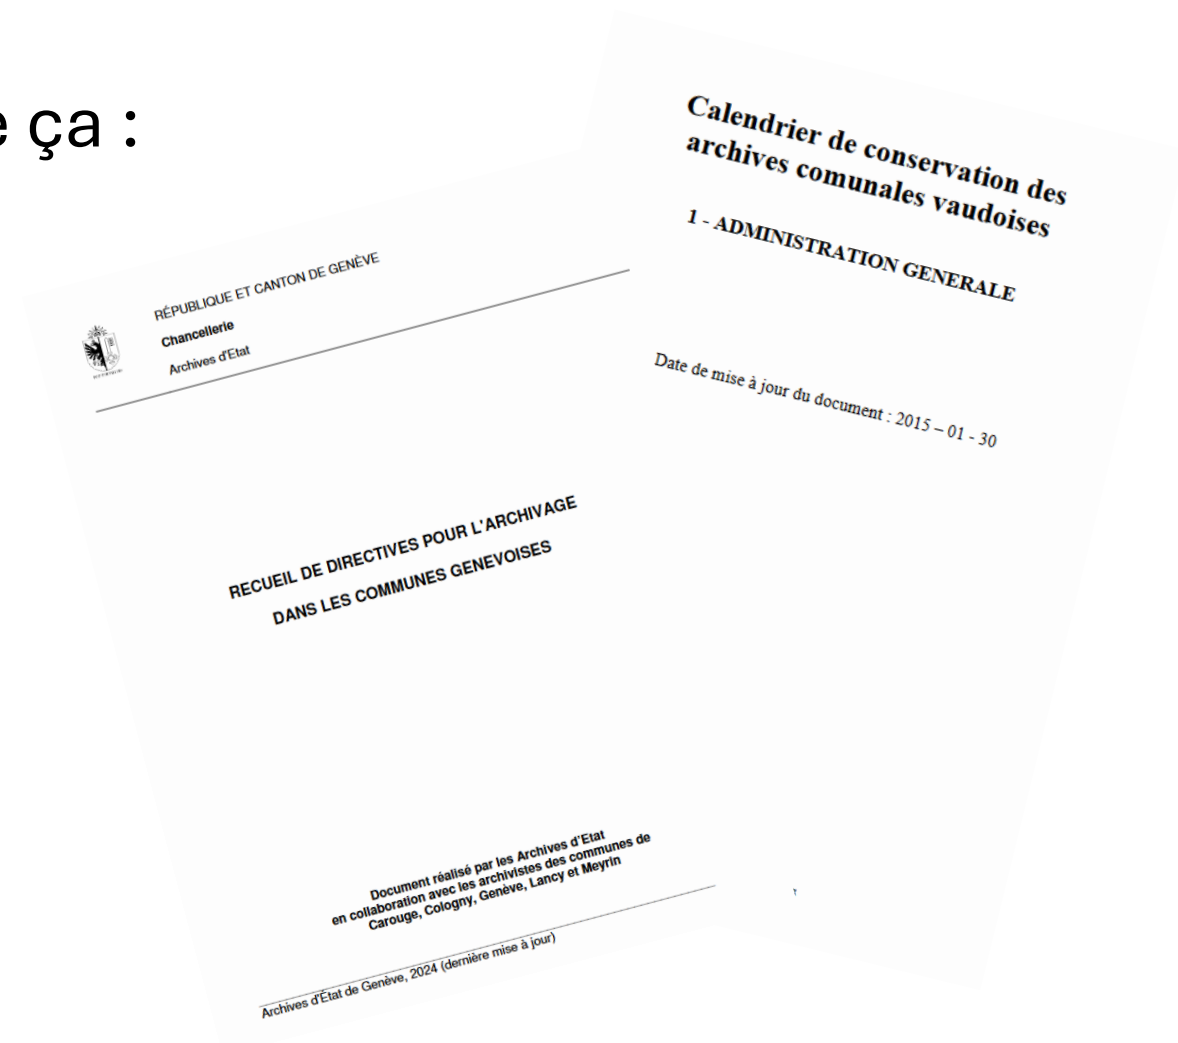 e ça :
Calendrier de conservation des
archives comunales vaudoises
1 - ADMINISTRATION GENERALE
Date de mise à jour du document : 2015 – 01 - 30
RÉPUBLIQUE ET CANTON DE GENÈVE
Chancellerie
Archives d'Etat
RECUEIL DE DIRECTIVES POUR L'ARCHIVAGE
DANS LES COMMUNES GENEVOISES
Document réalisé par les Archives d'Etat
en collaboration avec les archivistes des communes de
Carouge, Cologny, Genève, Lancy et Meyrin
Archives d'État de Genève, 2024 (dernière mise à jour)